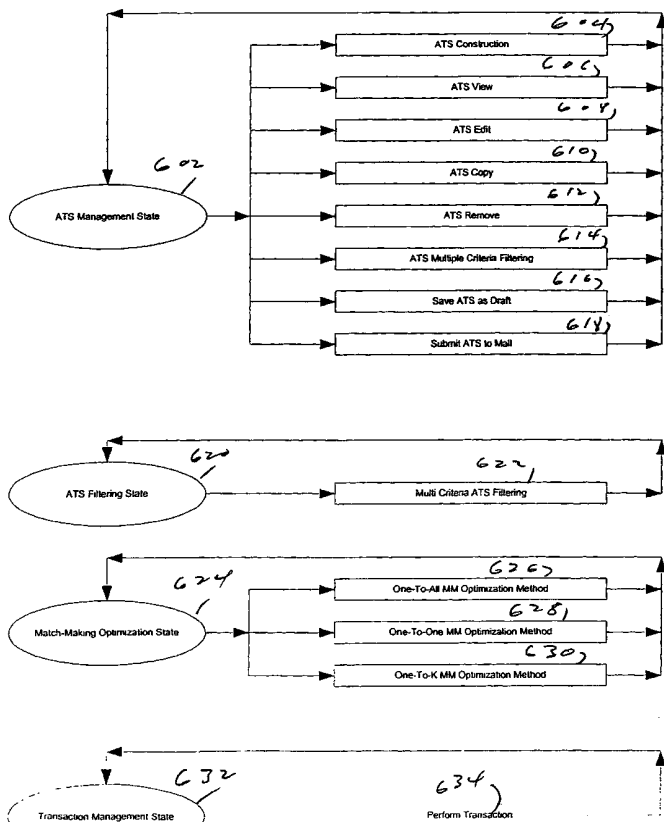 604
ATS Construction
606
ATS View
608
ATS Edit
610
ATS Copy
602
612
ATS Management State
ATS Remove
614
ATS Multiple Criteria Filtering
616
Save ATS as Draft
618
Submit ATS to Mall
620
622
ATS Filtering State
Multi Criteria ATS Filtering
626
One-To-All MM Optimization Method
624
628
Match-Making Optimization State
One-To-One MM Optimization Method
630
One-To-K MM Optimization Method
632
634
Transaction Management State
Perform Transaction